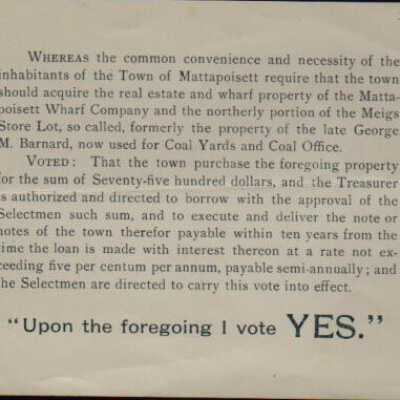 WHEREAS the common convenience and necessity of the
inhabitants of the Town of Mattapoisett require that the town
should acquire the real estate and wharf property of the Matta-
poisett Wharf Company and the northerly portion of the Meigs
Store Lot, so called, formerly the property of the late George
M. Barnard, now used for Coal Yards and Coal Office.
VOTED: That the town purchase the foregoing property
for the sum of Seventy-five hundred dollars, and the Treasurer
is authorized and directed to borrow with the approval of the
Selectmen such sum, and to execute and deliver the note or
notes of the town therefor payable within ten years from the
time the loan is made with interest thereon at a rate not ex-
ceeding five per centum per annum, payable semi-annually; and
the Selectmen are directed to carry this vote into effect.
"Upon the foregoing I vote YES."